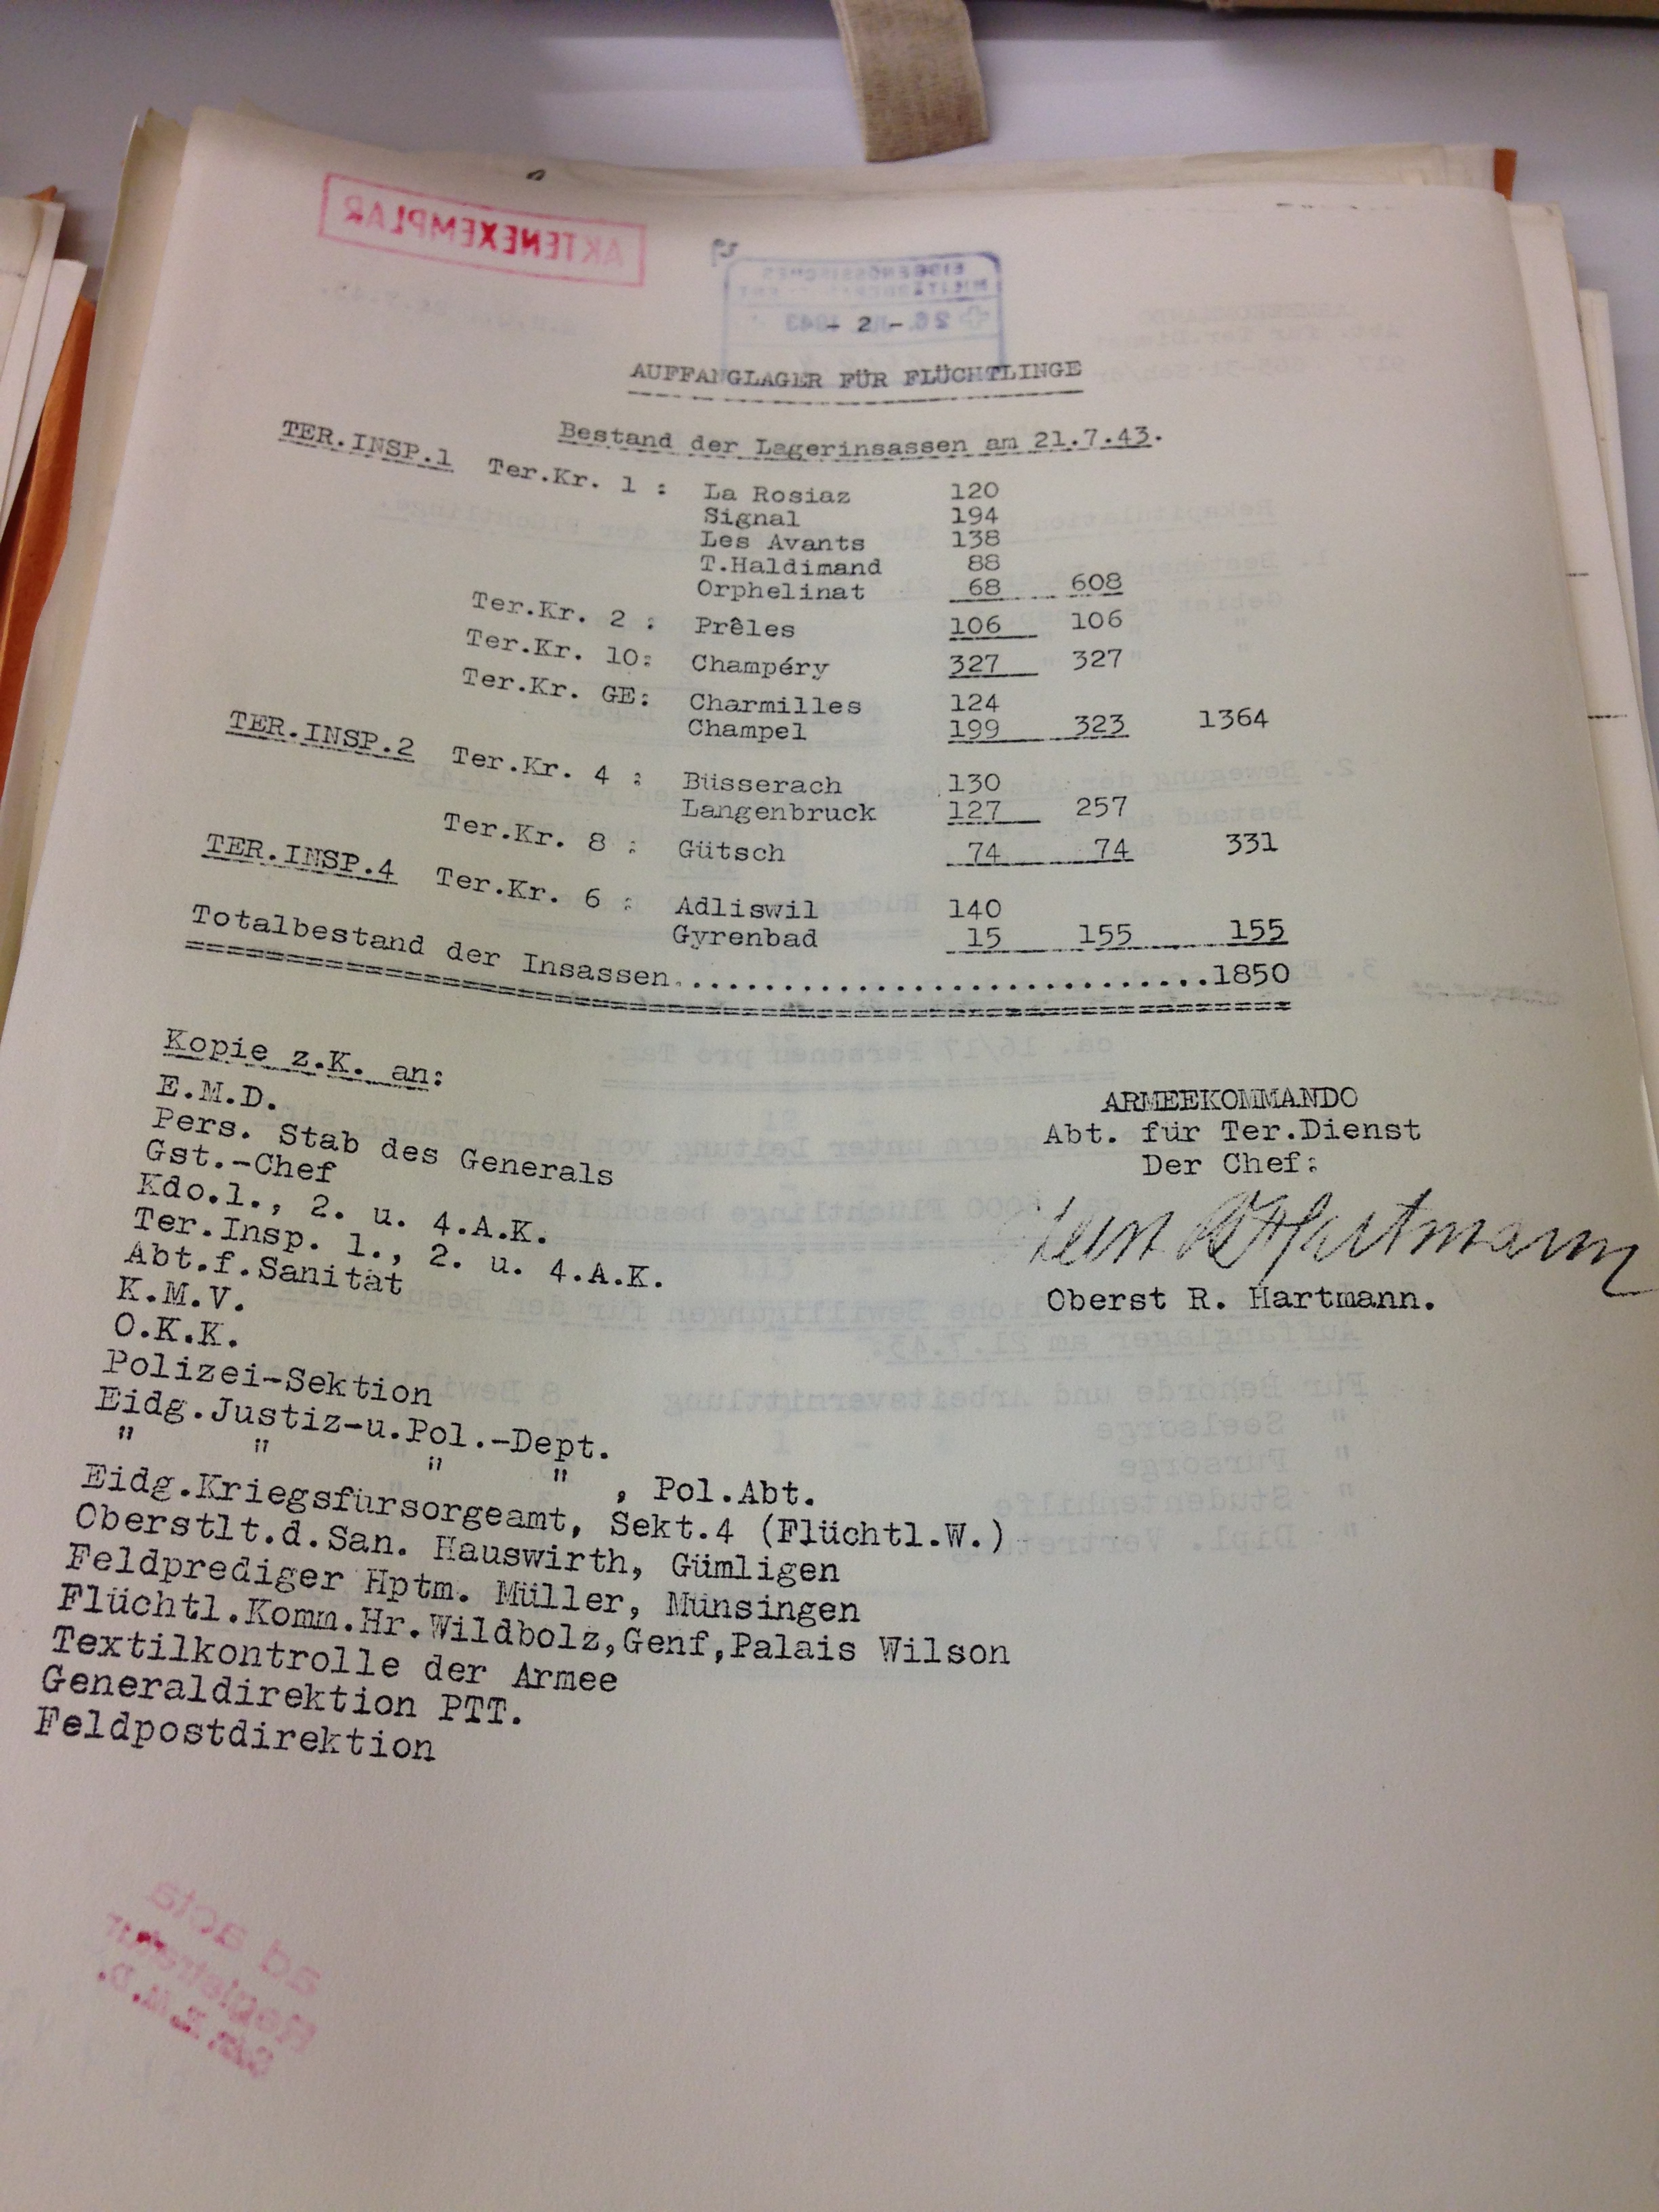 AKTENEXEMPLAR
EIDGENÖSSISCHES
- 2 -
AUFFANGLAGER FÜR FLÜCHTLINGE
Bestand der Lagerinsassen am 21.7.43.
TER.INSP.1 Ter.Kr. 1 : La Rosiaz 120
Signal 194
Les Avants 138
T.Haldimand 88
Orphelinat 68 608
Ter.Kr. 2 : Prêles 106 106
Ter.Kr. 10: Champéry 327 327
Ter.Kr. GE: Charmilles 124
Champel 199 323 1364
TER.INSP.2 Ter.Kr. 4 : Büsserach 130
Langenbruck 127 257
Ter.Kr. 8 : Gütsch 74 74 331
TER.INSP.4 Ter.Kr. 6 : Adliswil 140
Gyrenbad 15 155 155
Totalbestand der Insassen..............................1850
Kopie z.K. an:
E.M.D.
Pers. Stab des Generals
Gst.-Chef
Kdo.1., 2. u. 4.A.K.
Ter.Insp. 1., 2. u. 4.A.K.
Abt.f.Sanität
K.M.V.
O.K.K.
Polizei-Sektion
Eidg.Justiz-u.Pol.-Dept.
" " " " , Pol.Abt.
Eidg.Kriegsfürsorgeamt, Sekt.4 (Flüchtl.W.)
Oberstlt.d.San. Hauswirth, Gümligen
Feldprediger Hptm. Müller, Münsingen
Flüchtl.Komm.Hr.Wildbolz,Genf,Palais Wilson
Textilkontrolle der Armee
Generaldirektion PTT.
Feldpostdirektion
ARMEEKOMMANDO
Abt. für Ter.Dienst
Der Chef:
Hartmann
Oberst R. Hartmann.
ad acta
Registratur
E.M.D.